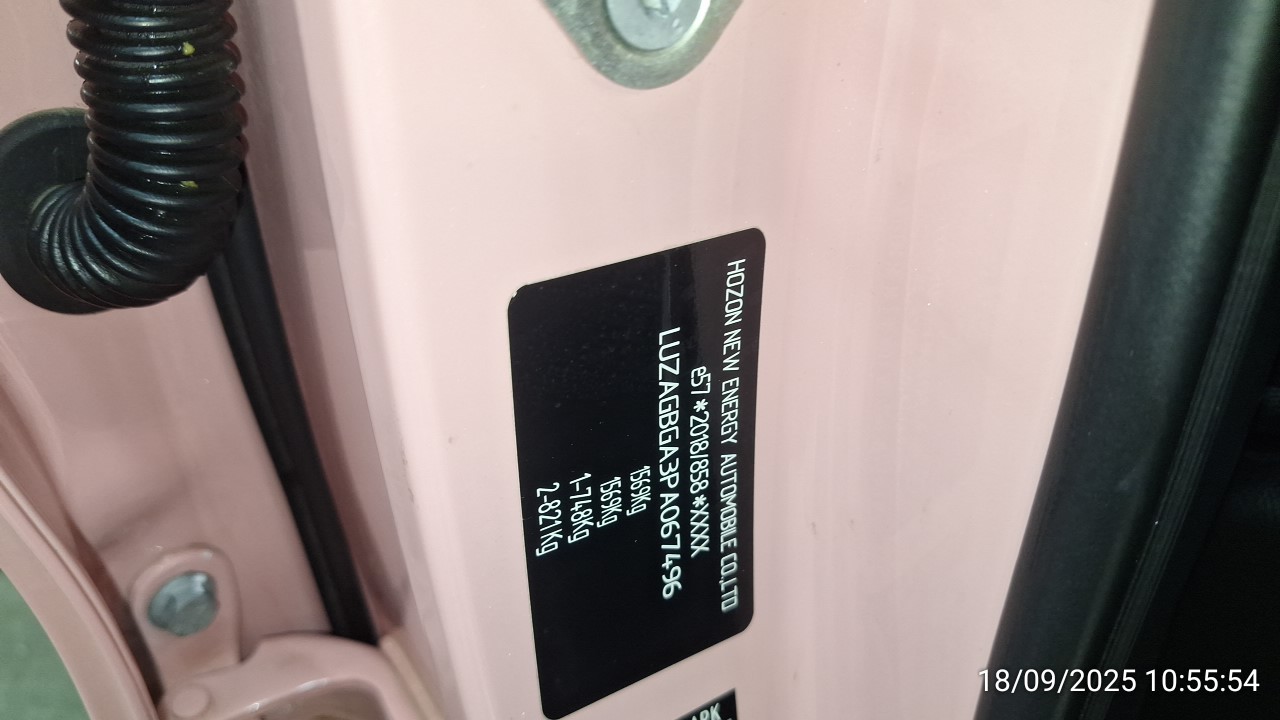 HOZON NEW ENERGY AUTOMOBILE CO.,LTD
e57*2018/858*XXXX
LUZAGBGA3PA067496
1569Kg
1569Kg
1-748Kg
2-821Kg
18/09/2025 10:55:54